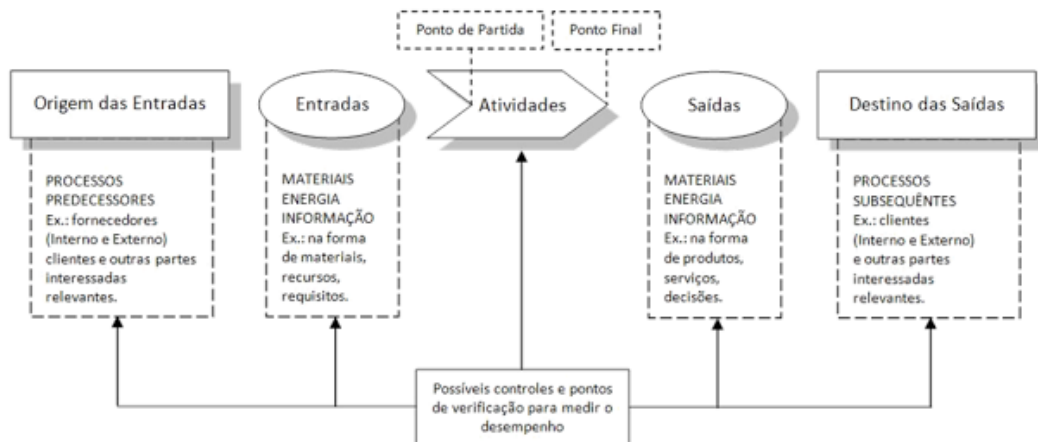 Ponto de Partida
Ponto Final
Origem das Entradas
Entradas
Atividades
Saídas
Destino das Saídas
PROCESSOS
PREDECESSORES
Ex.: fornecedores
(Interno e Externo)
clientes e outras partes
interessadas
relevantes.
MATERIAIS
ENERGIA
INFORMAÇÃO
Ex.: na forma
de materiais,
recursos,
requisitos.
MATERIAIS
ENERGIA
INFORMAÇÃO
Ex.: na forma
de produtos,
serviços,
decisões.
PROCESSOS
SUBSEQUÊNTES
Ex.: clientes
(Interno e Externo)
e outras partes
interessadas
relevantes.
Possíveis controles e pontos
de verificação para medir o
desempenho